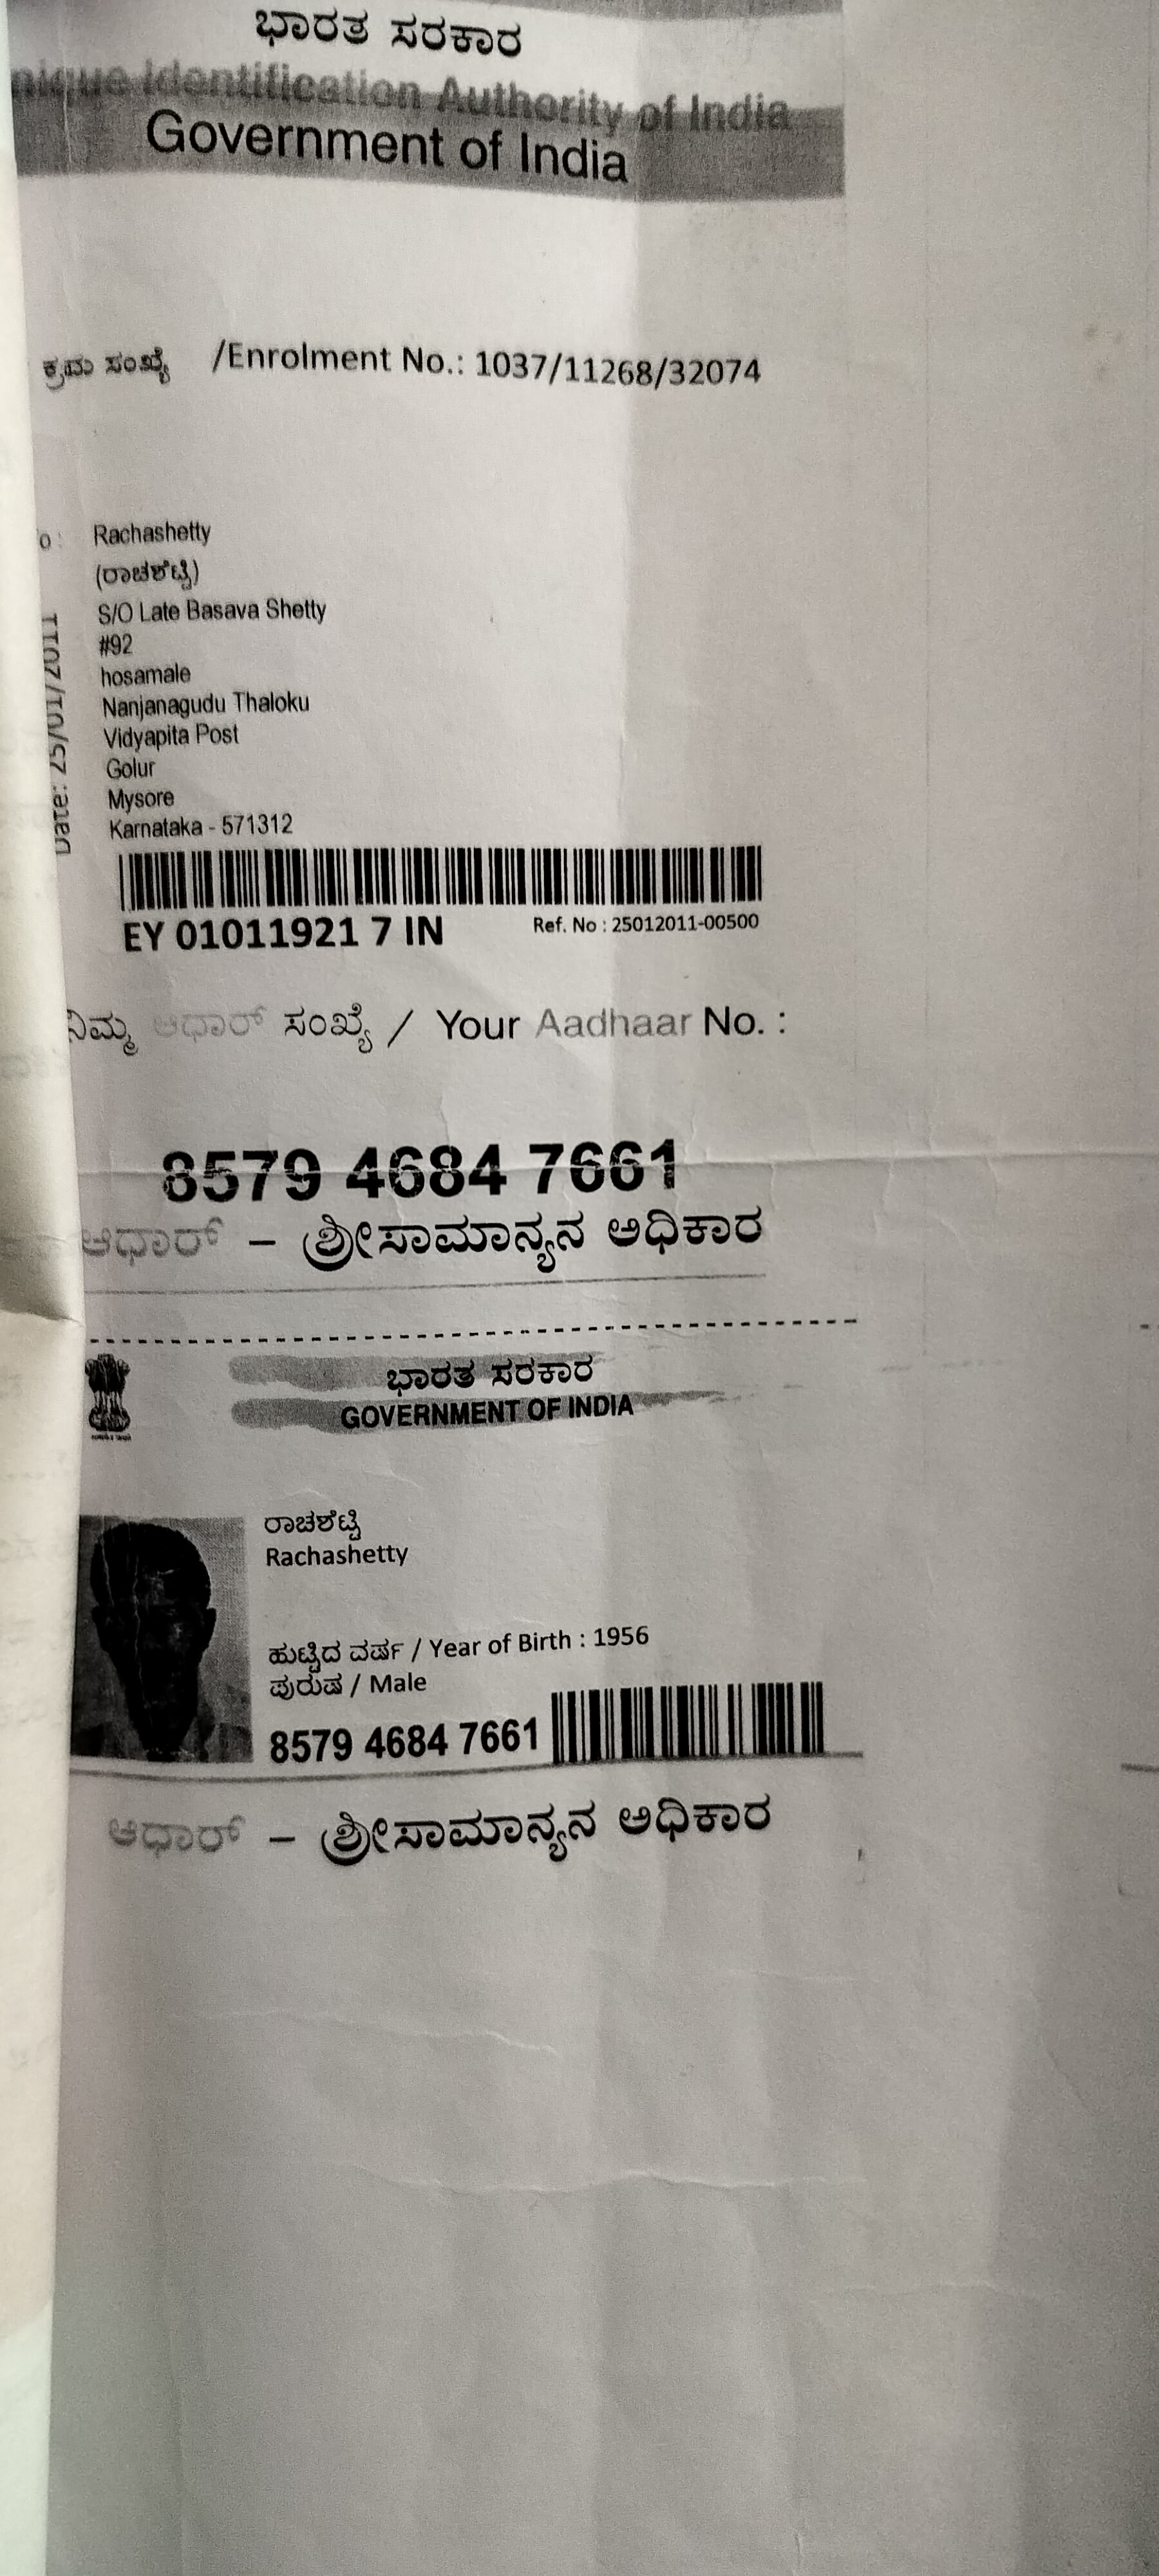 ಭಾರತ ಸರಕಾರ
nique Identification Authority of India
Government of India
ಕ್ರಮ ಸಂಖ್ಯೆ /Enrolment No.: 1037/11268/32074
o :
Rachashetty
(ರಾಚಶೆಟ್ಟಿ)
S/O Late Basava Shetty
#92
hosamale
Nanjanagudu Thaloku
Vidyapita Post
Golur
Mysore
Karnataka - 571312
Date: 25/01/2011
EY 01011921 7 IN
Ref. No : 25012011-00500
ನಿಮ್ಮ ಆಧಾರ್ ಸಂಖ್ಯೆ / Your Aadhaar No. :
8579 4684 7661
ಆಧಾರ್ – ಶ್ರೀಸಾಮಾನ್ಯನ ಅಧಿಕಾರ
ಭಾರತ ಸರಕಾರ
GOVERNMENT OF INDIA
ರಾಚಶೆಟ್ಟಿ
Rachashetty
ಹುಟ್ಟಿದ ವರ್ಷ / Year of Birth : 1956
ಪುರುಷ / Male
8579 4684 7661
ಆಧಾರ್ – ಶ್ರೀಸಾಮಾನ್ಯನ ಅಧಿಕಾರ